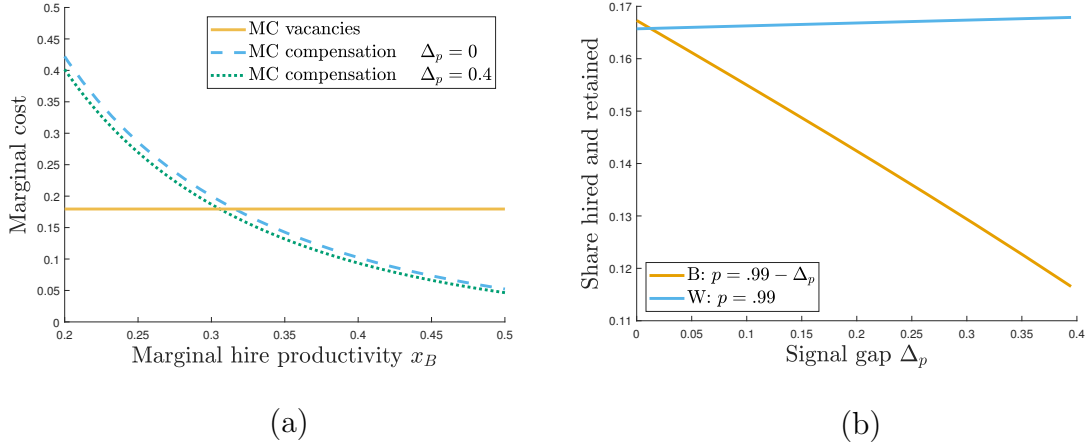 0.5
0.45
0.4
0.35
0.3
0.25
0.2
0.15
0.1
0.05
0
Marginal cost
MC vacancies
MC compensation Δp = 0
MC compensation Δp = 0.4
0.2 0.25 0.3 0.35 0.4 0.45 0.5
Marginal hire productivity xB
(a)
0.17
0.16
0.15
0.14
0.13
0.12
0.11
Share hired and retained
B: p = .99 − Δp
W: p = .99
0 0.05 0.1 0.15 0.2 0.25 0.3 0.35 0.4
Signal gap Δp
(b)